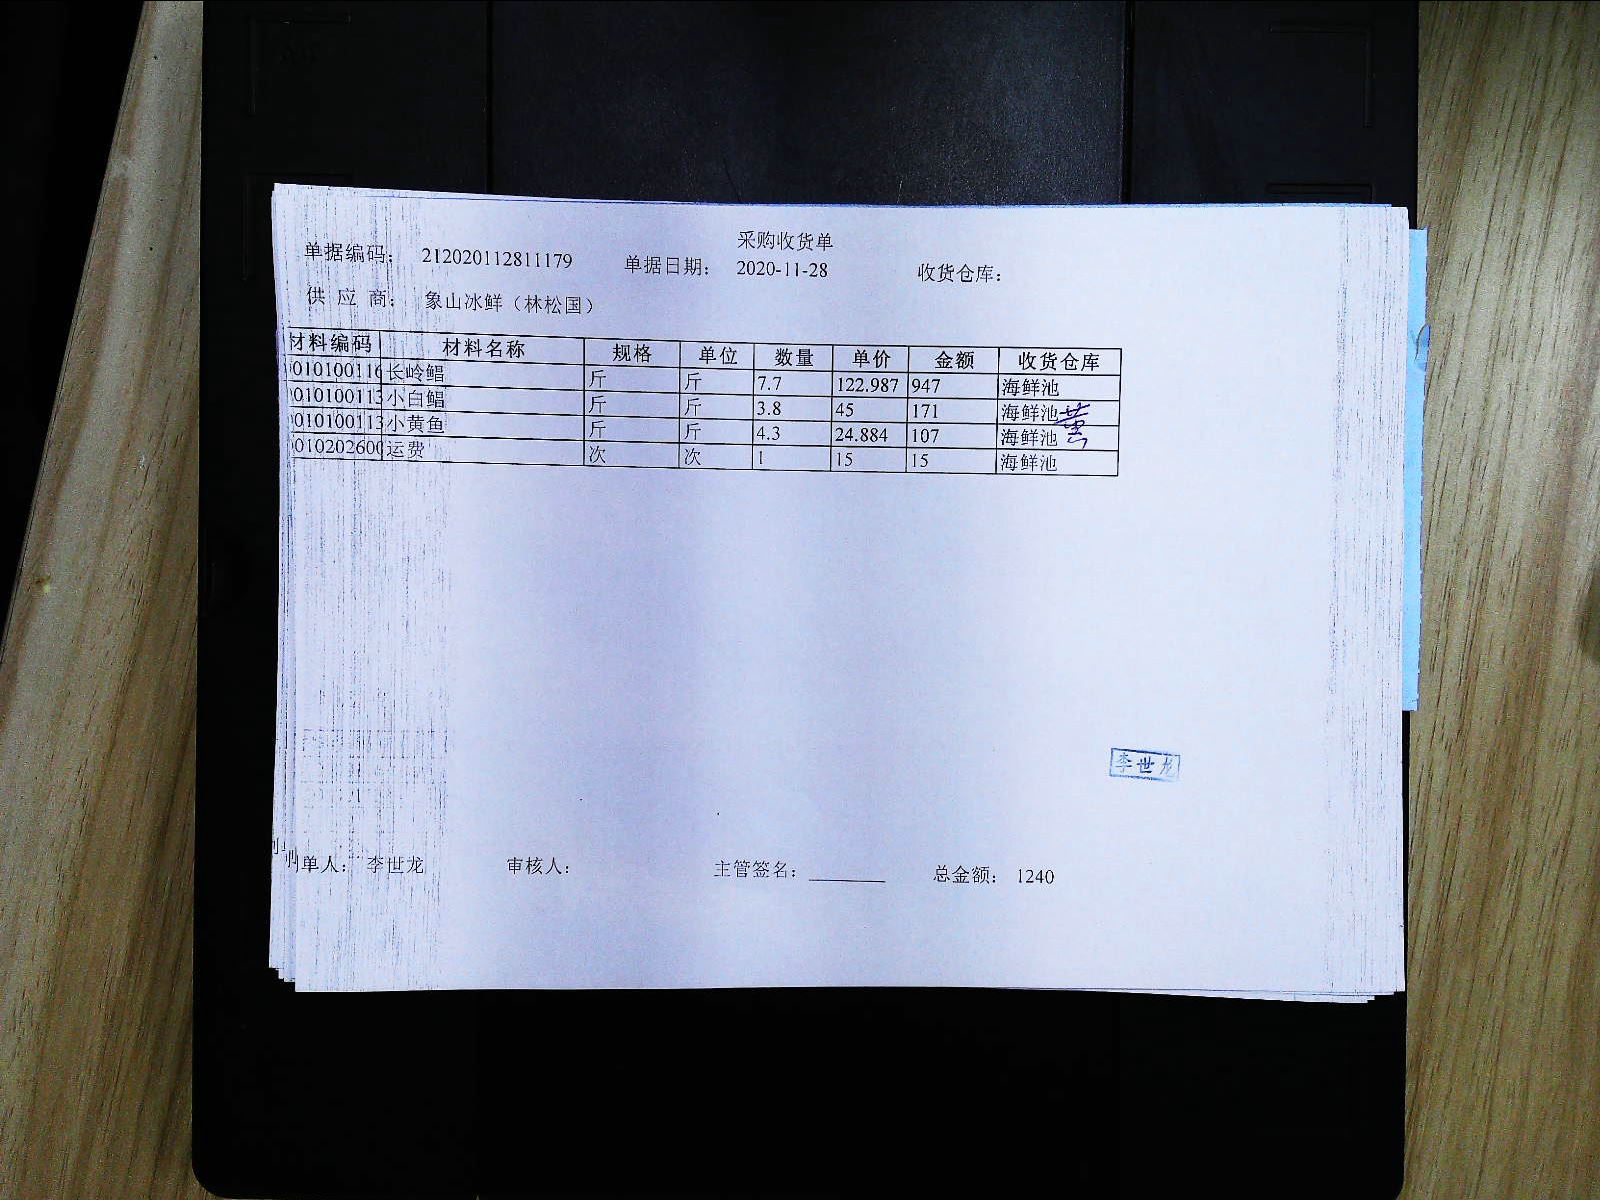 采购收货单
单据编码: 212020112811179 单据日期: 2020-11-28 收货仓库:
供 应 商: 象山冰鲜（林松国）
材料编码 材料名称 规格 单位 数量 单价 金额 收货仓库
010100116 长岭鲳 斤 斤 7.7 122.987 947 海鲜池
010100113 小白鲳 斤 斤 3.8 45 171 海鲜池
010100113 小黄鱼 斤 斤 4.3 24.884 107 海鲜池
010202600 运费 次 次 1 15 15 海鲜池
李世龙
制单人: 李世龙 审核人: 主管签名: 总金额: 1240